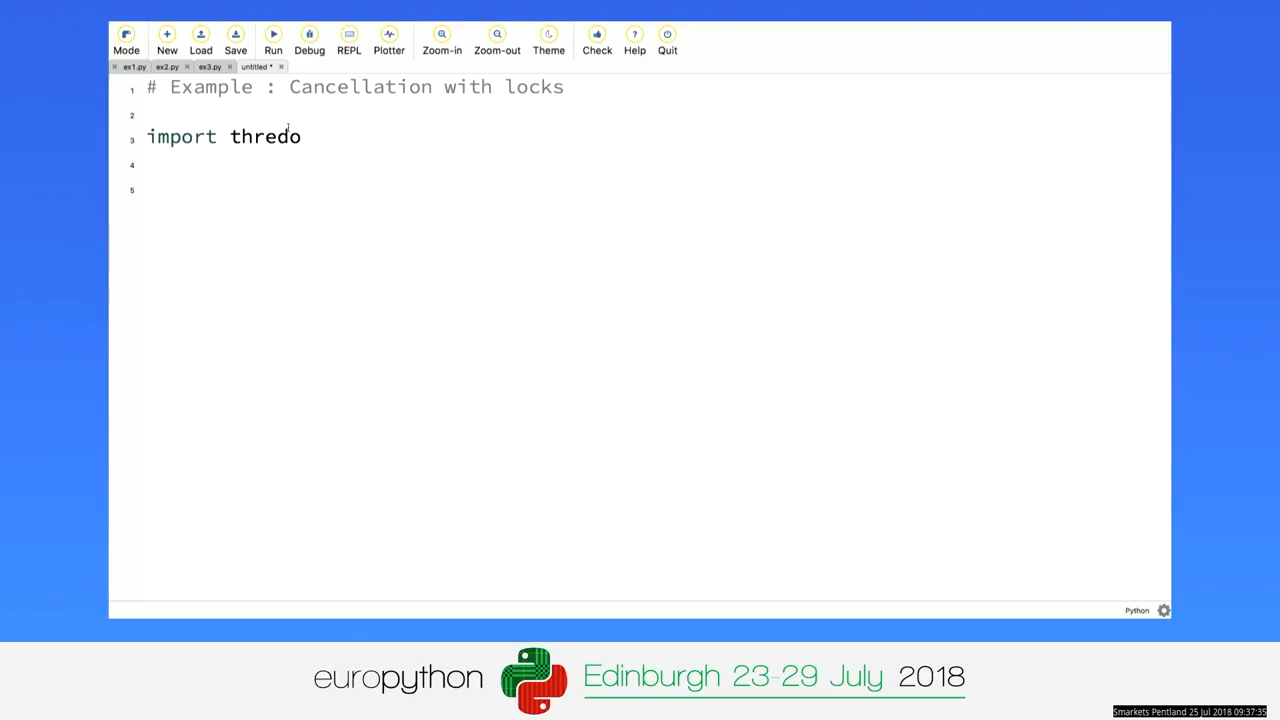 Mode New Load Save Run Debug REPL Plotter Zoom-in Zoom-out Theme Check Help Quit
ex1.py ex2.py ex3.py untitled *
1 # Example : Cancellation with locks
2
3 import thredo
4
5
Python
europython Edinburgh 23-29 July 2018
Smarkets Pentland 25 Jul 2018 09:37:35